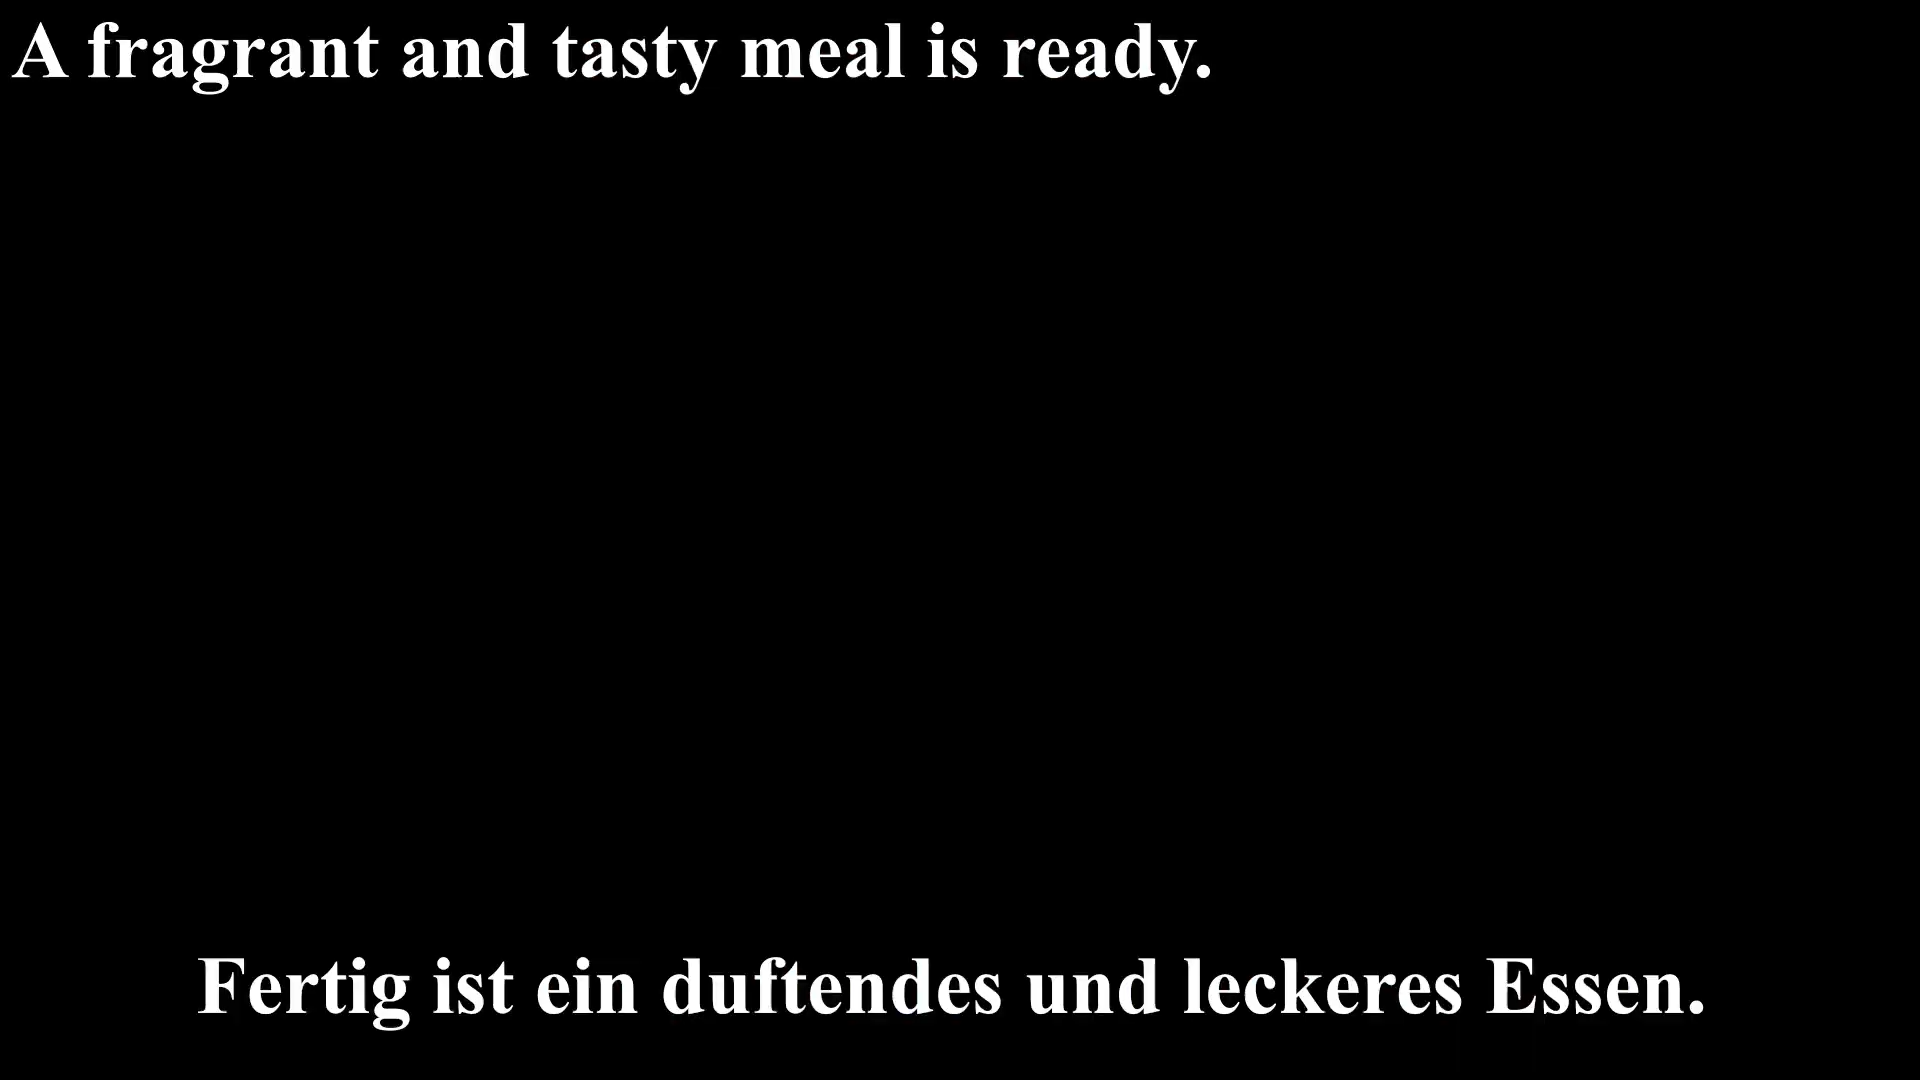 A fragrant and tasty meal is ready.
Fertig ist ein duftendes und leckeres Essen.